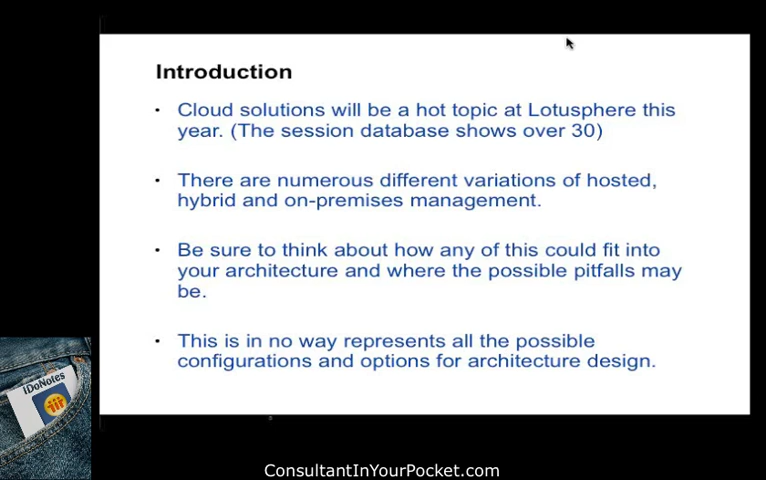 Introduction
• Cloud solutions will be a hot topic at Lotusphere this
year. (The session database shows over 30)
• There are numerous different variations of hosted,
hybrid and on-premises management.
• Be sure to think about how any of this could fit into
your architecture and where the possible pitfalls may
be.
• This is in no way represents all the possible
configurations and options for architecture design.
iDoNotes
ConsultantInYourPocket.com